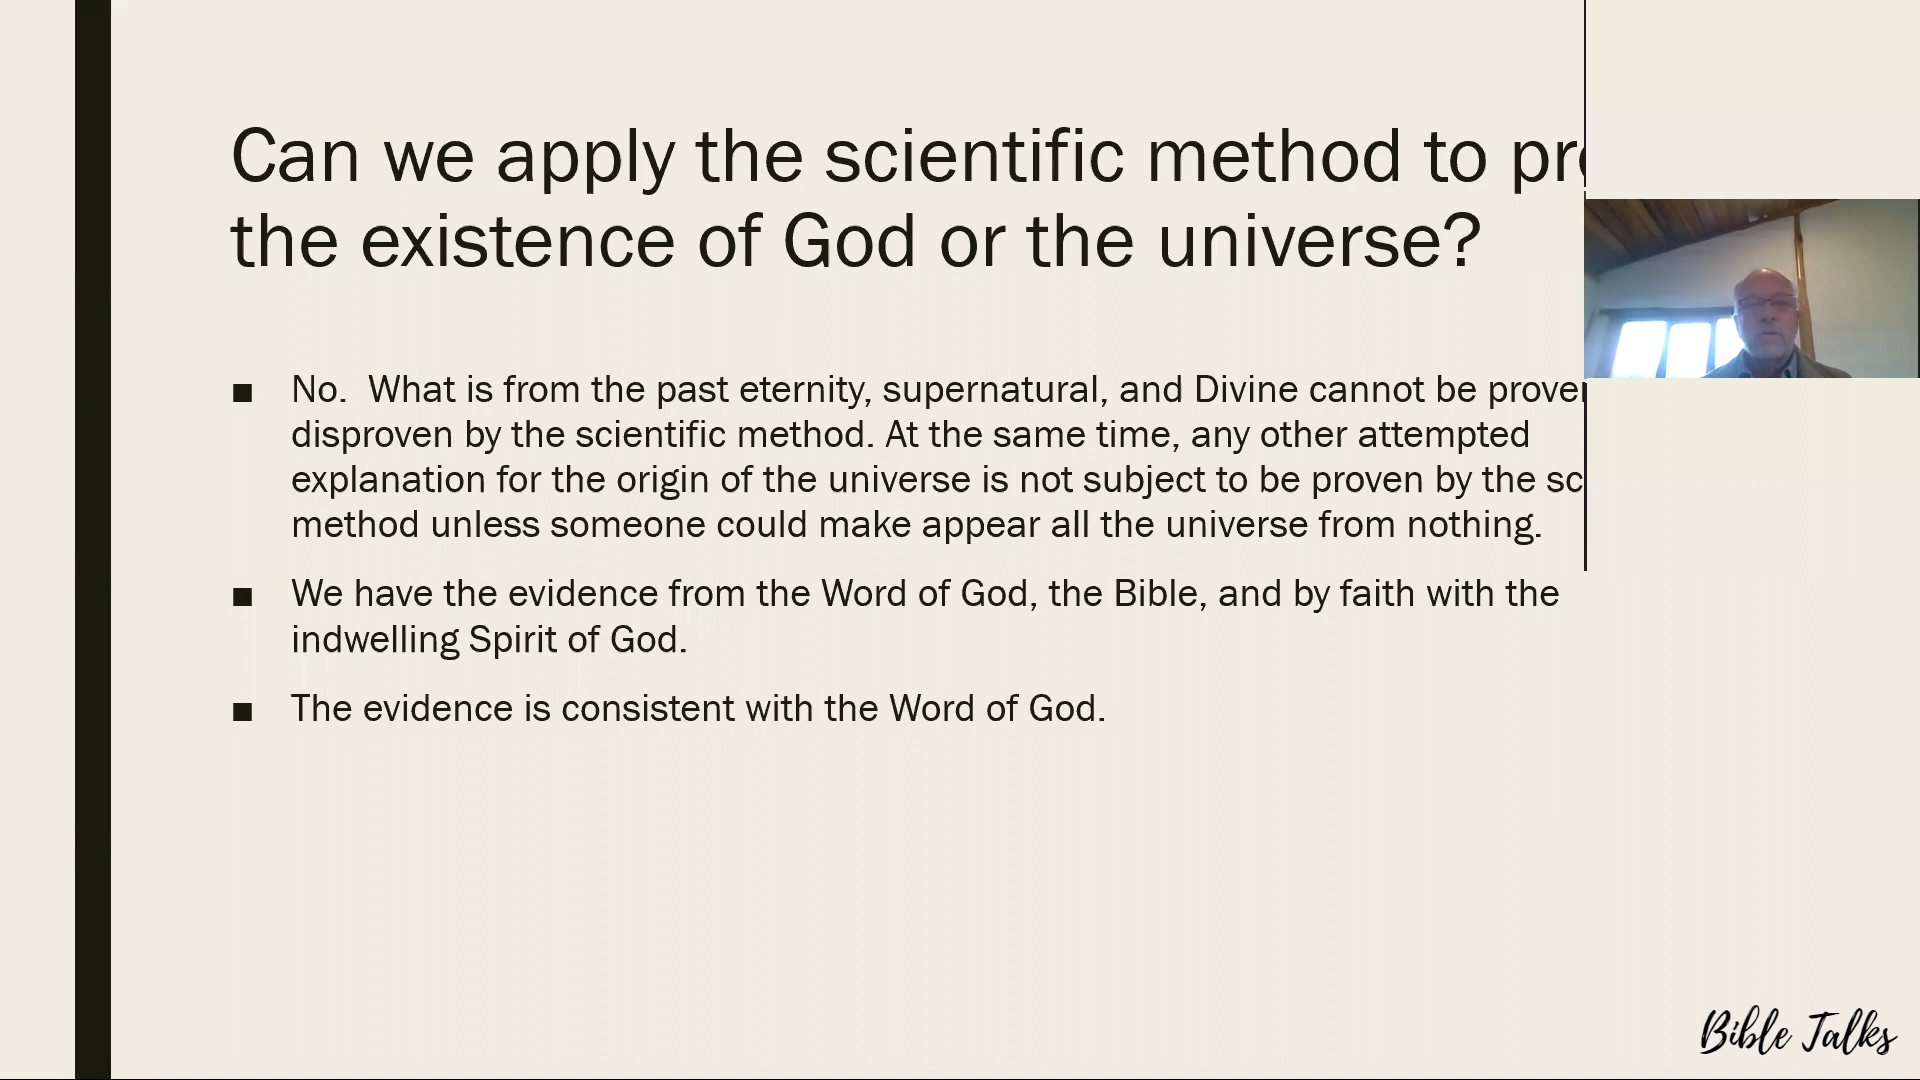 Can we apply the scientific method to
the existence of God or the universe?
■ No. What is from the past eternity, supernatural, and Divine cannot be
disproven by the scientific method. At the same time, any other attempted
explanation for the origin of the universe is not subject to be proven by the
method unless someone could make appear all the universe from nothing.
■ We have the evidence from the Word of God, the Bible, and by faith with the
indwelling Spirit of God.
■ The evidence is consistent with the Word of God.
Bible Talks